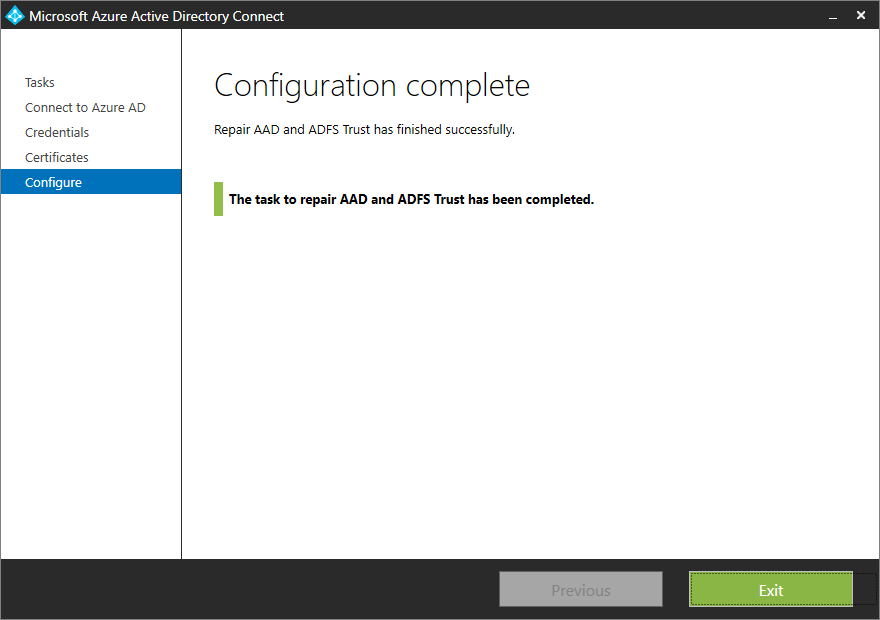 Microsoft Azure Active Directory Connect
Tasks
Connect to Azure AD
Credentials
Certificates
Configure
Configuration complete
Repair AAD and ADFS Trust has finished successfully.
The task to repair AAD and ADFS Trust has been completed.
Previous
Exit